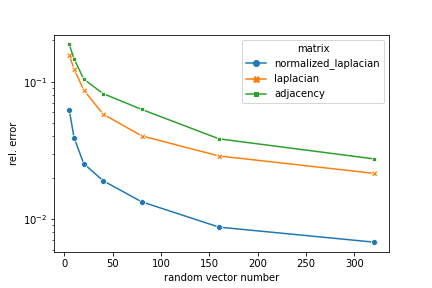 matrix
normalized_laplacian
laplacian
adjacency
10⁻¹
10⁻²
rel. error
0 50 100 150 200 250 300
random vector number